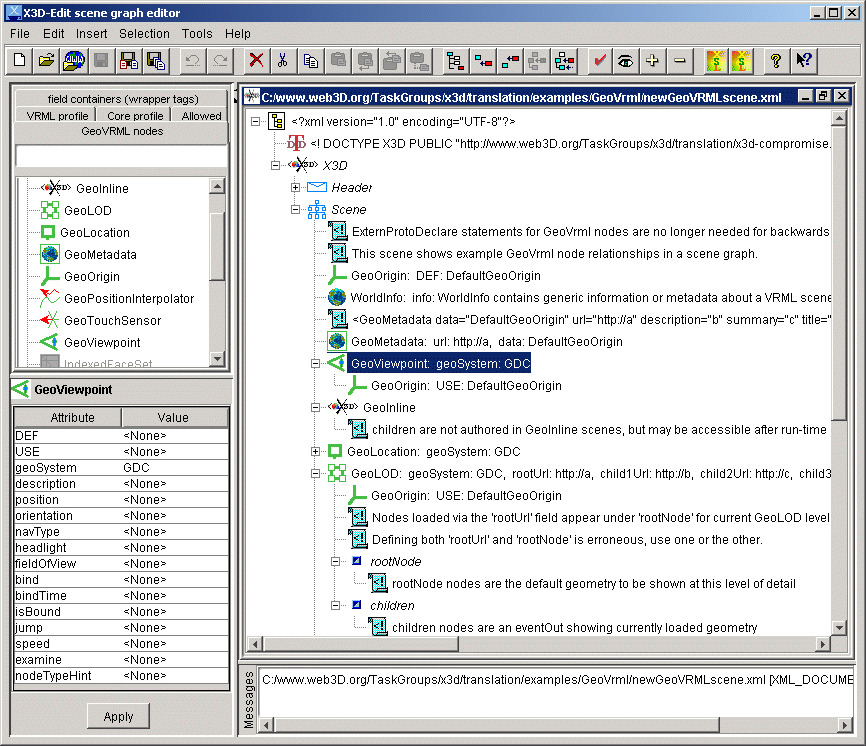 X3D-Edit scene graph editor
File Edit Insert Selection Tools Help
field containers (wrapper tags)
VRML profile Core profile Allowed
GeoVRML nodes
GeoInline
GeoLOD
GeoLocation
GeoMetadata
GeoOrigin
GeoPositionInterpolator
GeoTouchSensor
GeoViewpoint
IndexedFaceSet
GeoViewpoint
Attribute Value
DEF <None>
USE <None>
geoSystem GDC
description <None>
position <None>
orientation <None>
navType <None>
headlight <None>
fieldOfView <None>
bind <None>
bindTime <None>
isBound <None>
jump <None>
speed <None>
examine <None>
nodeTypeHint <None>
Apply
C:/www.web3D.org/TaskGroups/x3d/translation/examples/GeoVrml/newGeoVRMLscene.xml
<?xml version="1.0" encoding="UTF-8"?>
<! DOCTYPE X3D PUBLIC "http://www.web3D.org/TaskGroups/x3d/translation/x3d-compromise.
X3D
Header
Scene
ExternProtoDeclare statements for GeoVrml nodes are no longer needed for backwards
This scene shows example GeoVrml node relationships in a scene graph.
GeoOrigin: DEF: DefaultGeoOrigin
WorldInfo: info: WorldInfo contains generic information or metadata about a VRML scene
<GeoMetadata data="DefaultGeoOrigin" url="http://a" description="b" summary="c" title="
GeoMetadata: url: http://a, data: DefaultGeoOrigin
GeoViewpoint: geoSystem: GDC
GeoOrigin: USE: DefaultGeoOrigin
GeoInline
children are not authored in GeoInline scenes, but may be accessible after run-time
GeoLocation: geoSystem: GDC
GeoLOD: geoSystem: GDC, rootUrl: http://a, child1Url: http://b, child2Url: http://c, child3
GeoOrigin: USE: DefaultGeoOrigin
Nodes loaded via the 'rootUrl' field appear under 'rootNode' for current GeoLOD level
Defining both 'rootUrl' and 'rootNode' is erroneous, use one or the other.
rootNode
rootNode nodes are the default geometry to be shown at this level of detail
children
children nodes are an eventOut showing currently loaded geometry
Messages
C:/www.web3D.org/TaskGroups/x3d/translation/examples/GeoVrml/newGeoVRMLscene.xml [XML_DOCUME